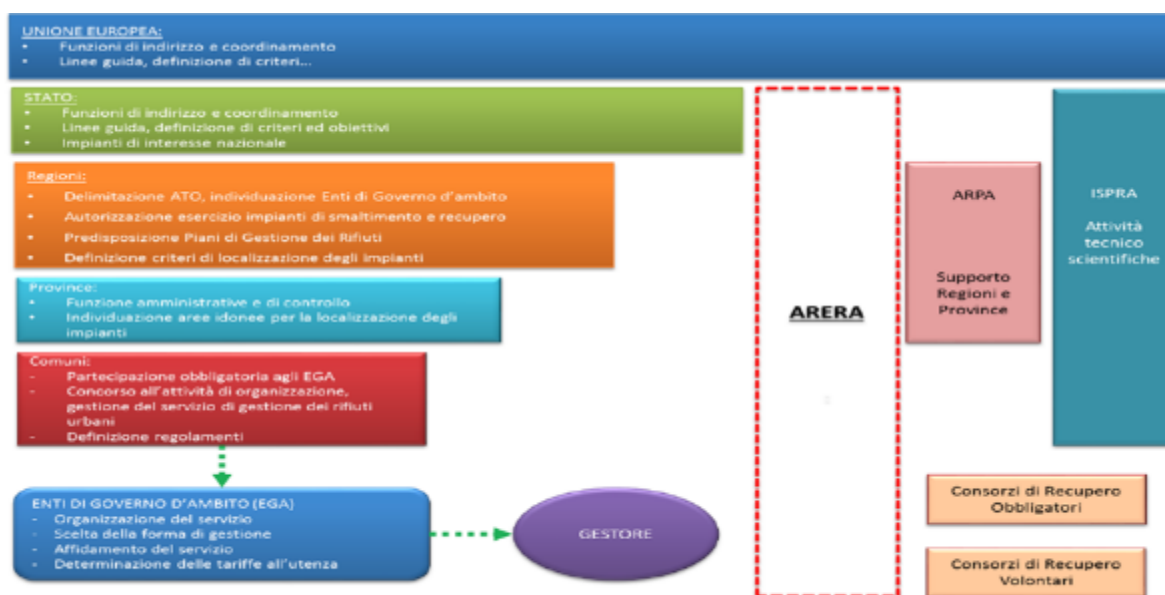 UNIONE EUROPEA:
• Funzioni di indirizzo e coordinamento
• Linee guida, definizione di criteri...
STATO:
• Funzioni di indirizzo e coordinamento
• Linee guida, definizione di criteri ed obiettivi
• Impianti di interesse nazionale
Regioni:
• Delimitazione ATO, individuazione Enti di Governo d'ambito
• Autorizzazione esercizio impianti di smaltimento e recupero
• Predisposizione Piani di Gestione dei Rifiuti
• Definizione criteri di localizzazione degli impianti
Province:
• Funzione amministrative e di controllo
• Individuazione aree idonee per la localizzazione degli
impianti
Comuni:
- Partecipazione obbligatoria agli EGA
- Concorso all'attività di organizzazione,
gestione del servizio di gestione dei rifiuti
urbani
- Definizione regolamenti
ENTI DI GOVERNO D'AMBITO (EGA)
- Organizzazione del servizio
- Scelta della forma di gestione
- Affidamento del servizio
- Determinazione delle tariffe all'utenza
GESTORE
ARERA
ARPA
Supporto
Regioni e
Province
ISPRA
Attività
tecnico
scientifiche
Consorzi di Recupero
Obbligatori
Consorzi di Recupero
Volontari